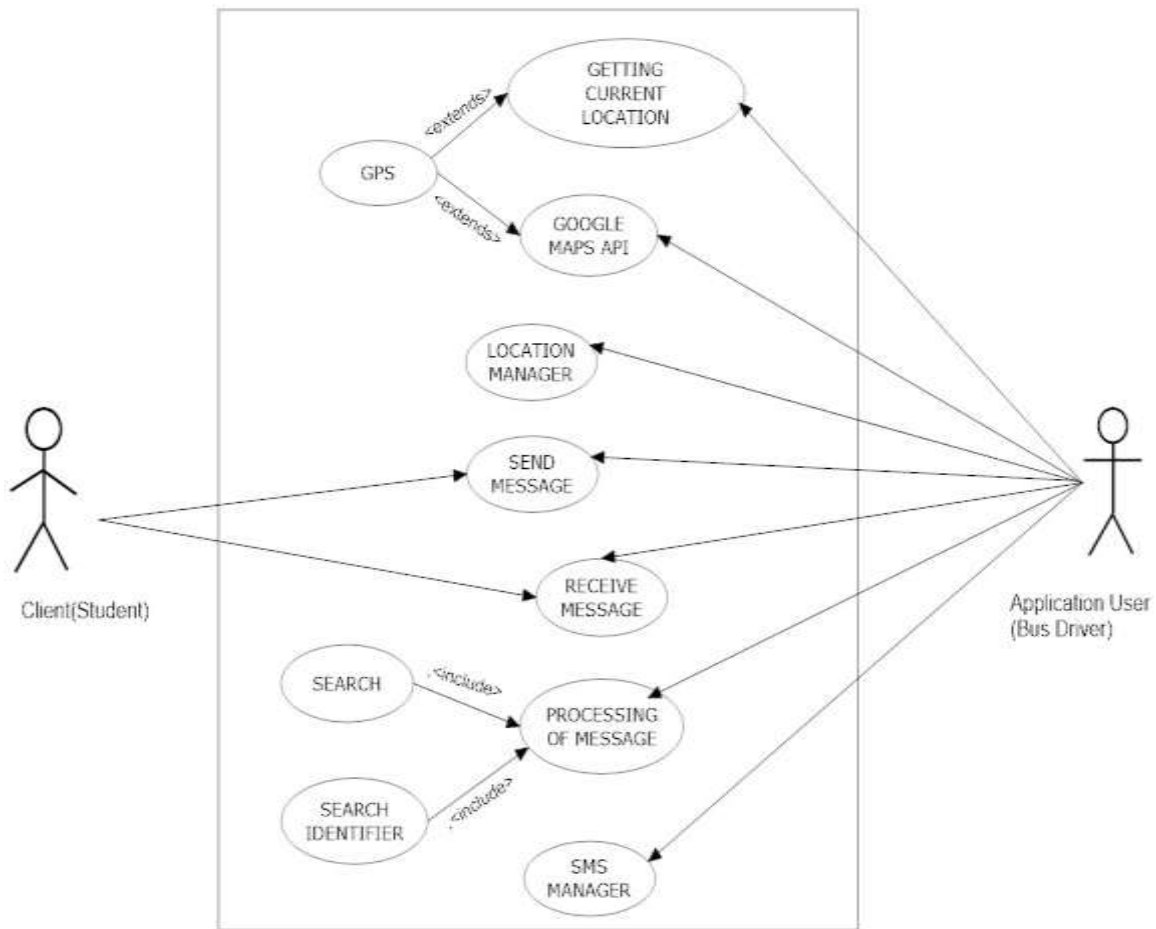 GETTING
CURRENT
LOCATION
<extends>
GPS
<extends>
GOOGLE
MAPS API
LOCATION
MANAGER
SEND
MESSAGE
Client(Student)
RECEIVE
MESSAGE
Application User
(Bus Driver)
SEARCH
.<include>
PROCESSING
OF MESSAGE
.<include>
SEARCH
IDENTIFIER
SMS
MANAGER